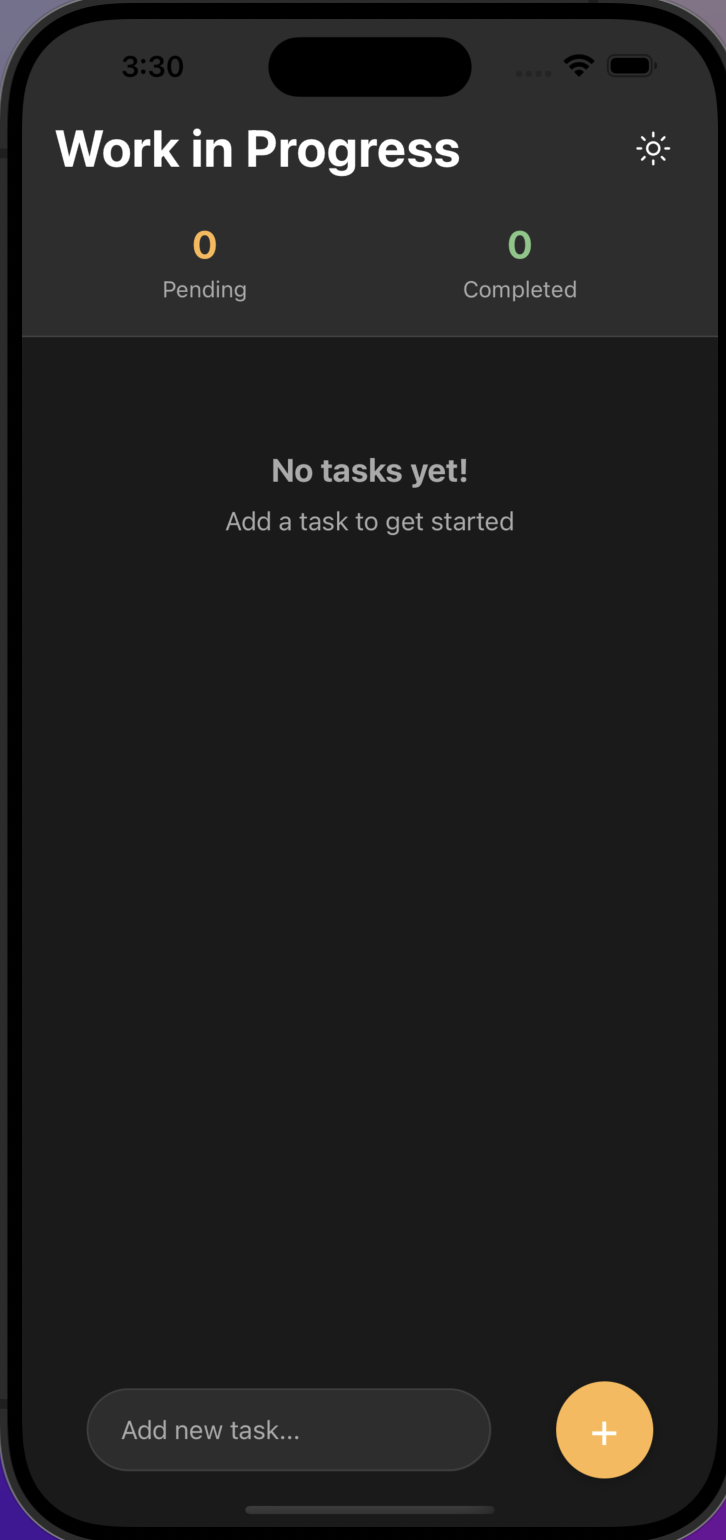 3:30
Work in Progress
0 0
Pending Completed
No tasks yet!
Add a task to get started
Add new task...
+